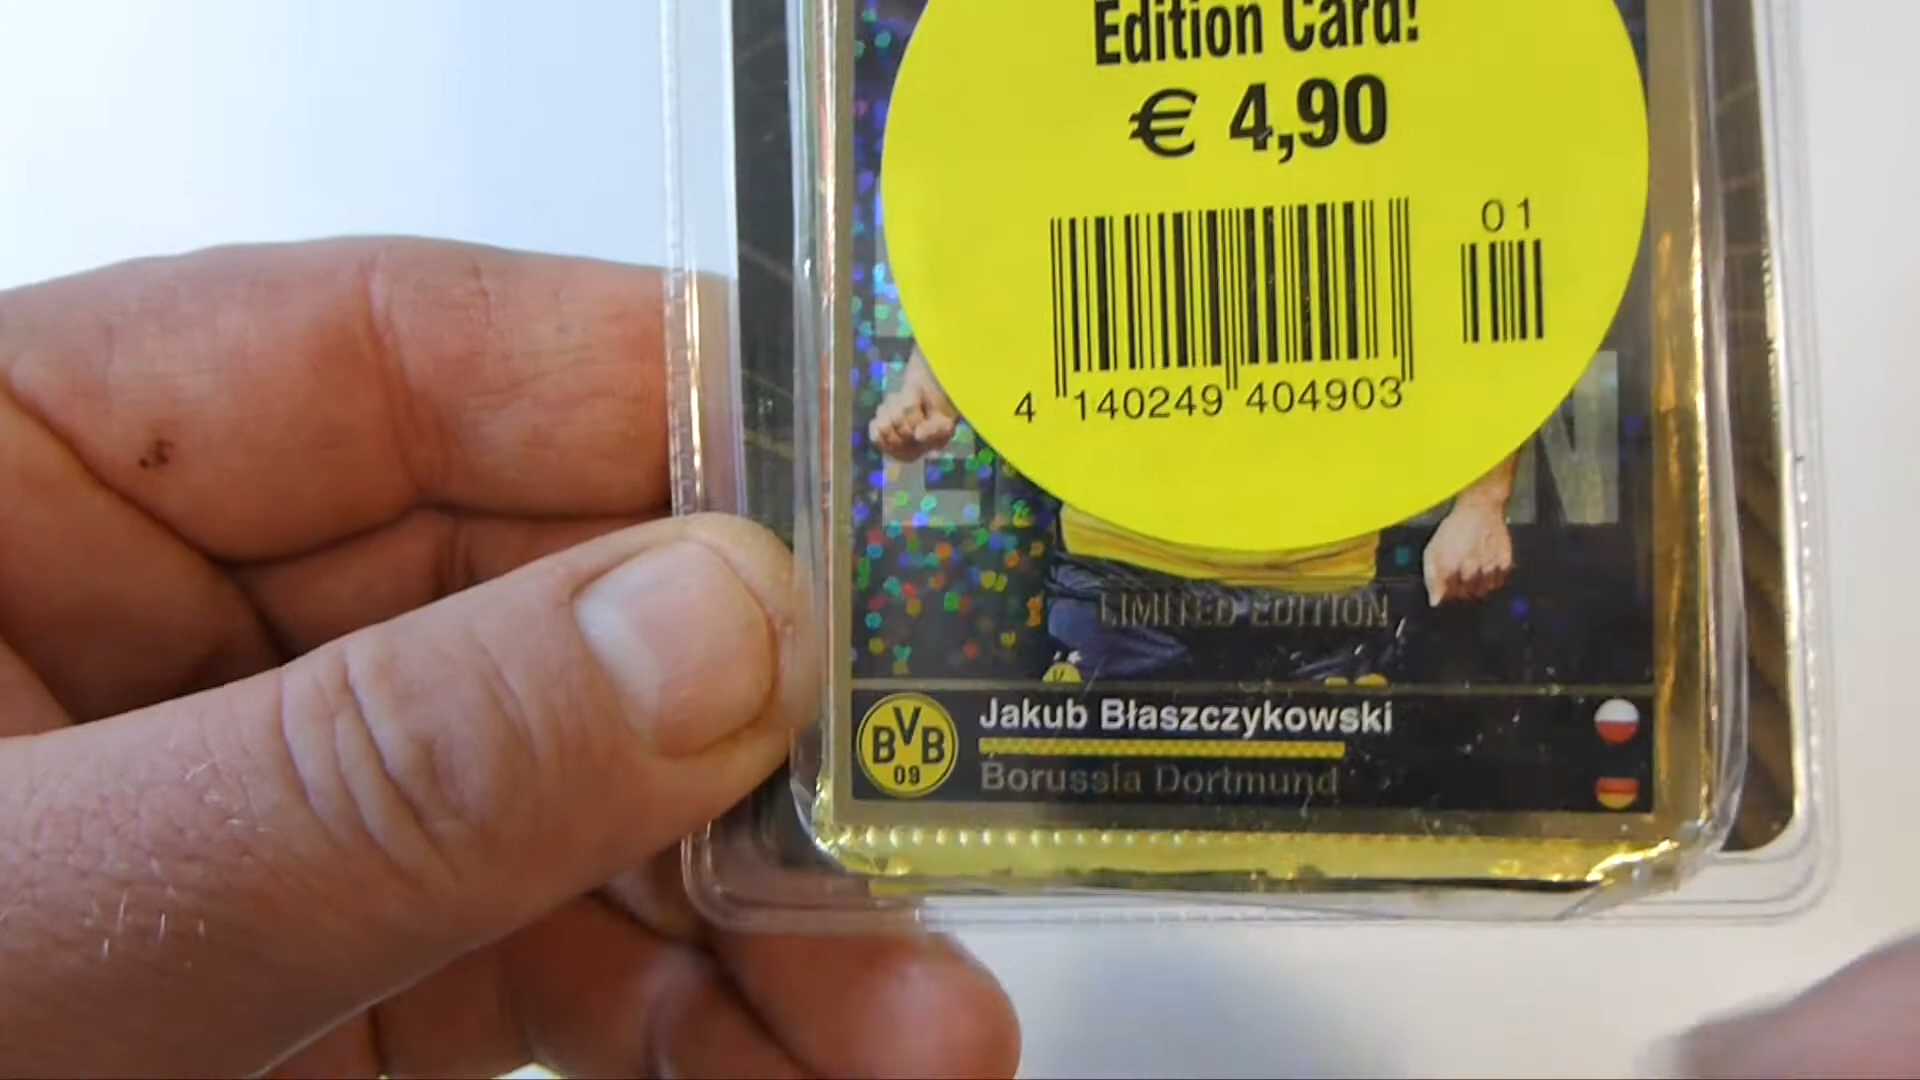 Edition Card!
€ 4,90
01
4 140249 404903
LIMITED EDITION
Jakub Błaszczykowski
BVB
09
Borussia Dortmund